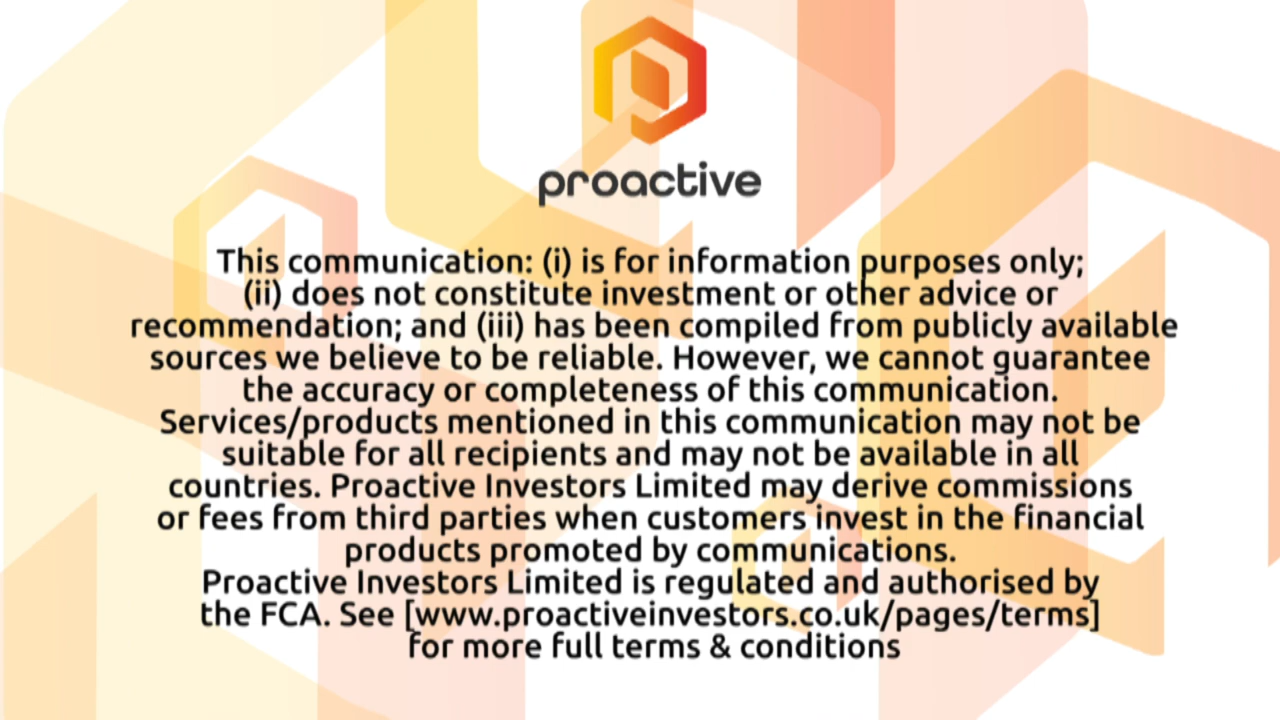 proactive
This communication: (i) is for information purposes only;
(ii) does not constitute investment or other advice or
recommendation; and (iii) has been compiled from publicly available
sources we believe to be reliable. However, we cannot guarantee
the accuracy or completeness of this communication.
Services/products mentioned in this communication may not be
suitable for all recipients and may not be available in all
countries. Proactive Investors Limited may derive commissions
or fees from third parties when customers invest in the financial
products promoted by communications.
Proactive Investors Limited is regulated and authorised by
the FCA. See [www.proactiveinvestors.co.uk/pages/terms]
for more full terms & conditions